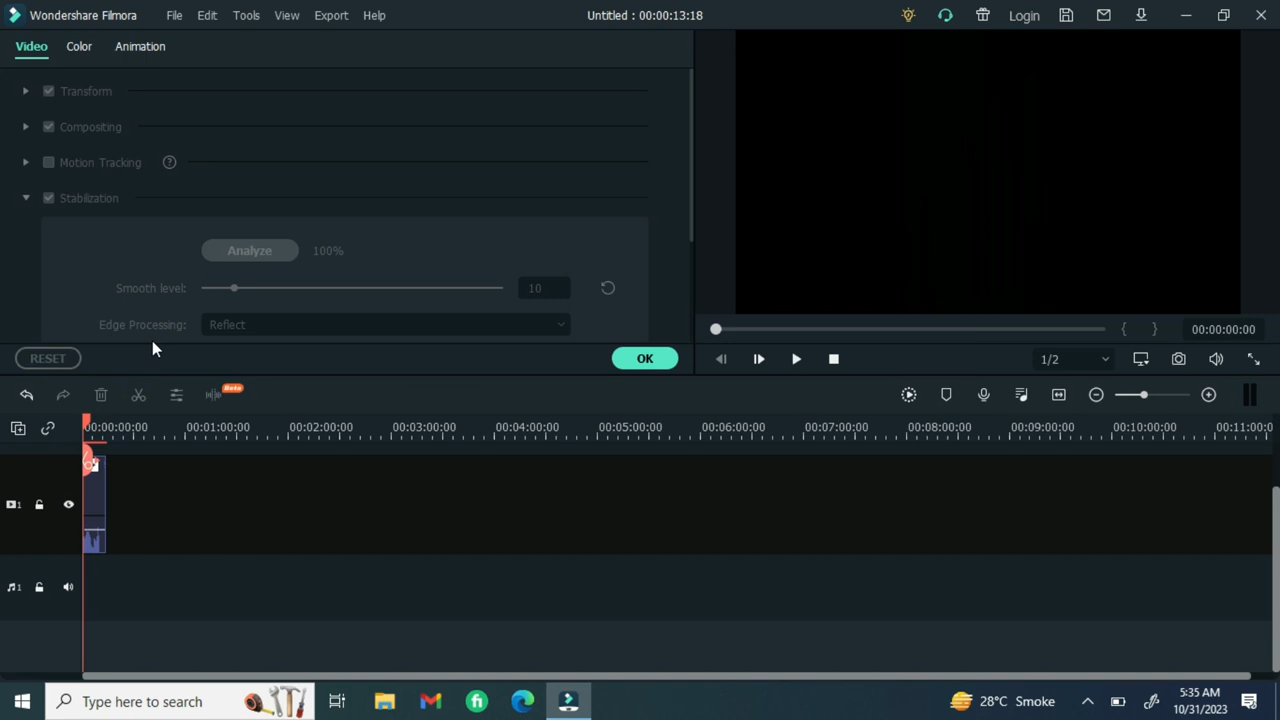 Wondershare Filmora File Edit Tools View Export Help Untitled : 00:00:13:18 Login
Video Color Animation
Transform
Compositing
Motion Tracking ?
Stabilization
Analyze 100%
Smooth level: 10
Edge Processing: Reflect
RESET OK
00:00:00:00
1/2
Beta
00:00:00:00 00:01:00:00 00:02:00:00 00:03:00:00 00:04:00:00 00:05:00:00 00:06:00:00 00:07:00:00 00:08:00:00 00:09:00:00 00:10:00:00 00:11:00:0
1
1
Type here to search 28°C Smoke 5:35 AM
10/31/2023